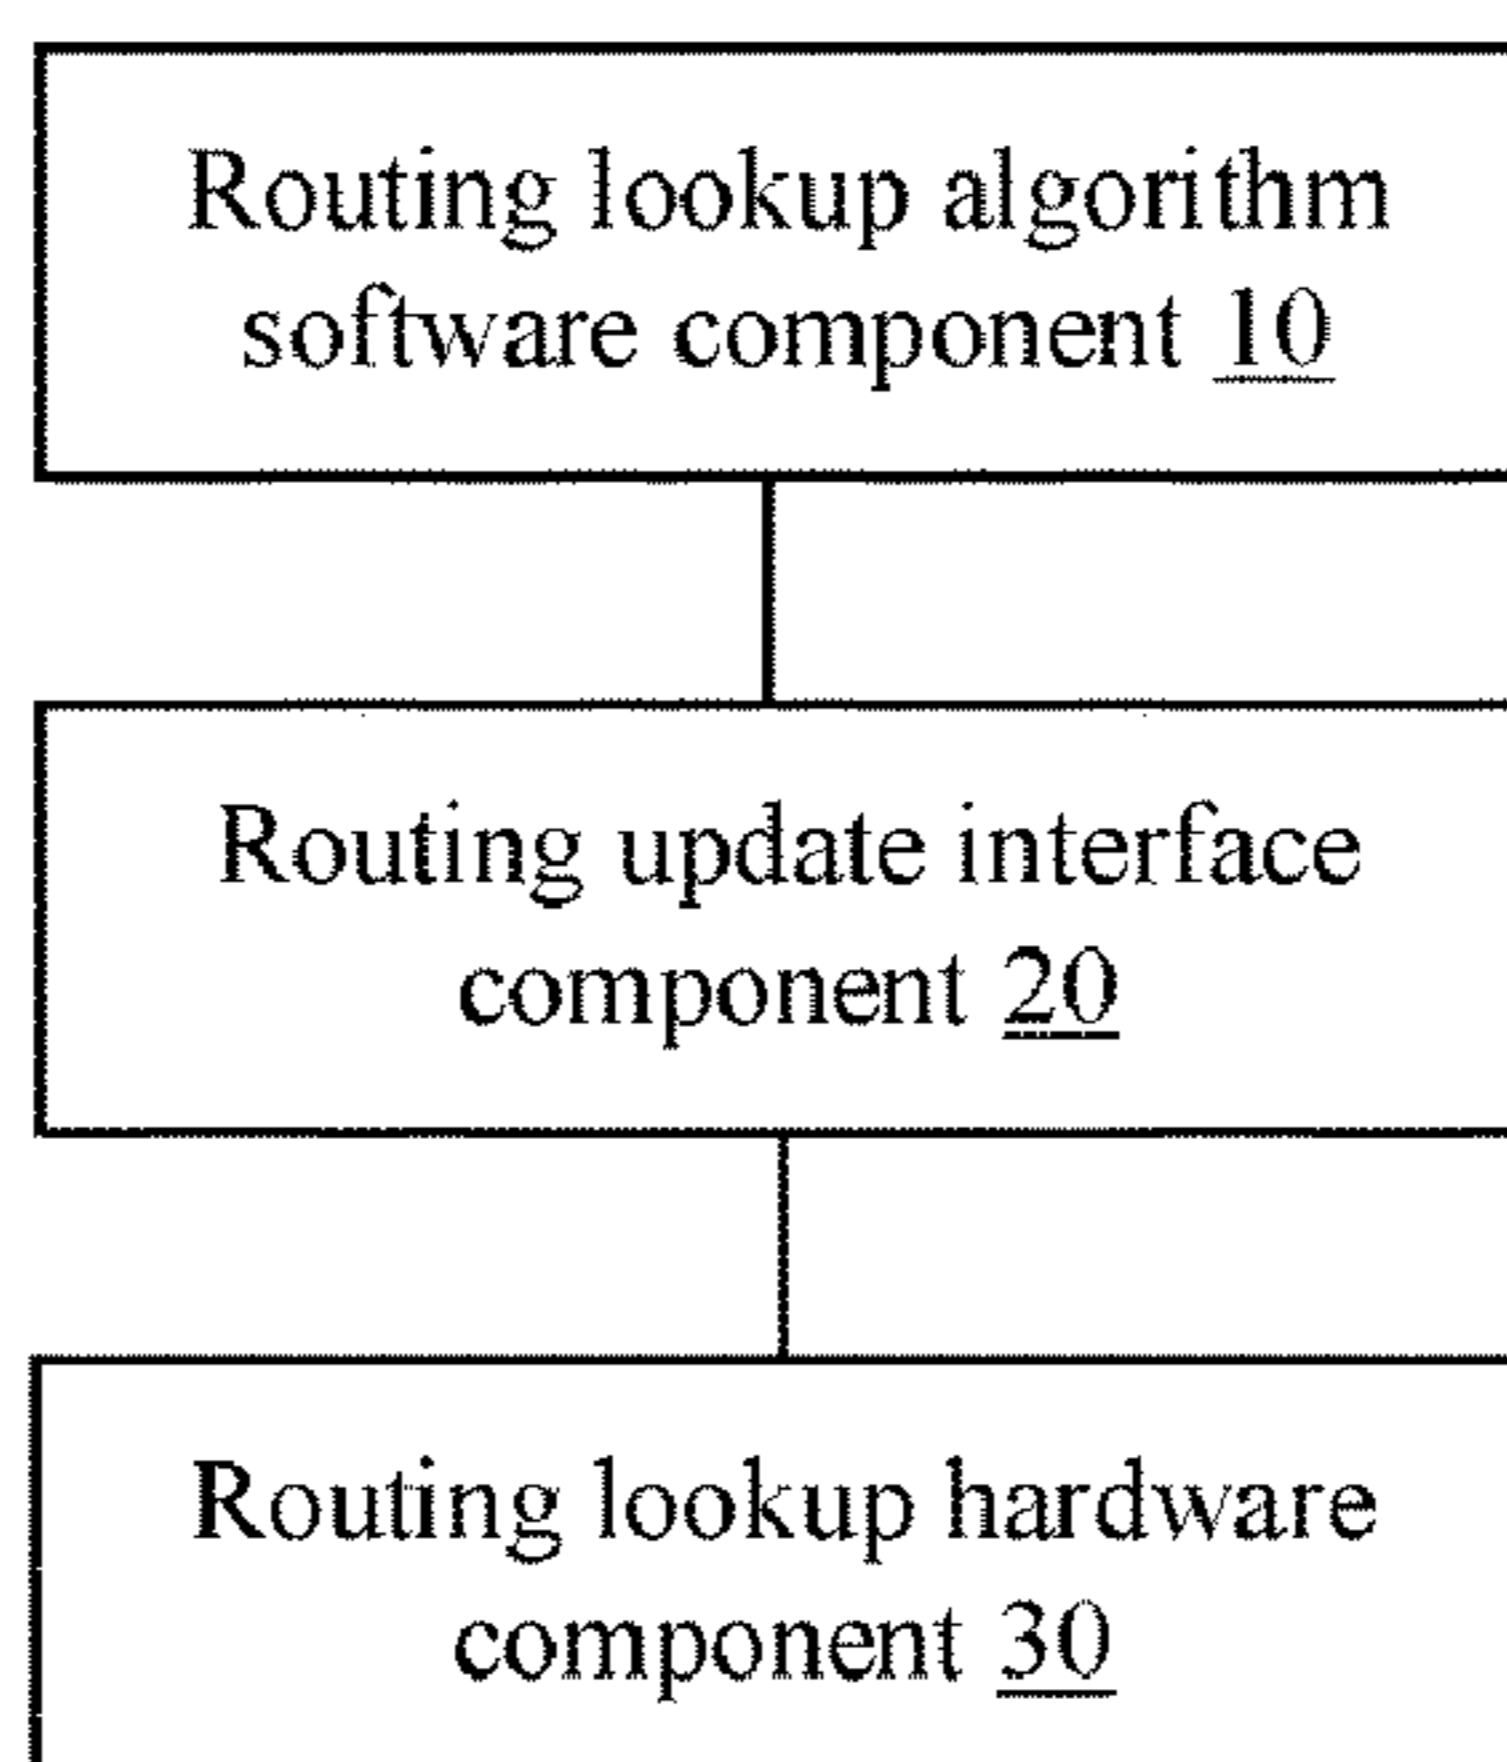 Routing lookup algorithm
software component 10
Routing update interface
component 20
Routing lookup hardware
component 30